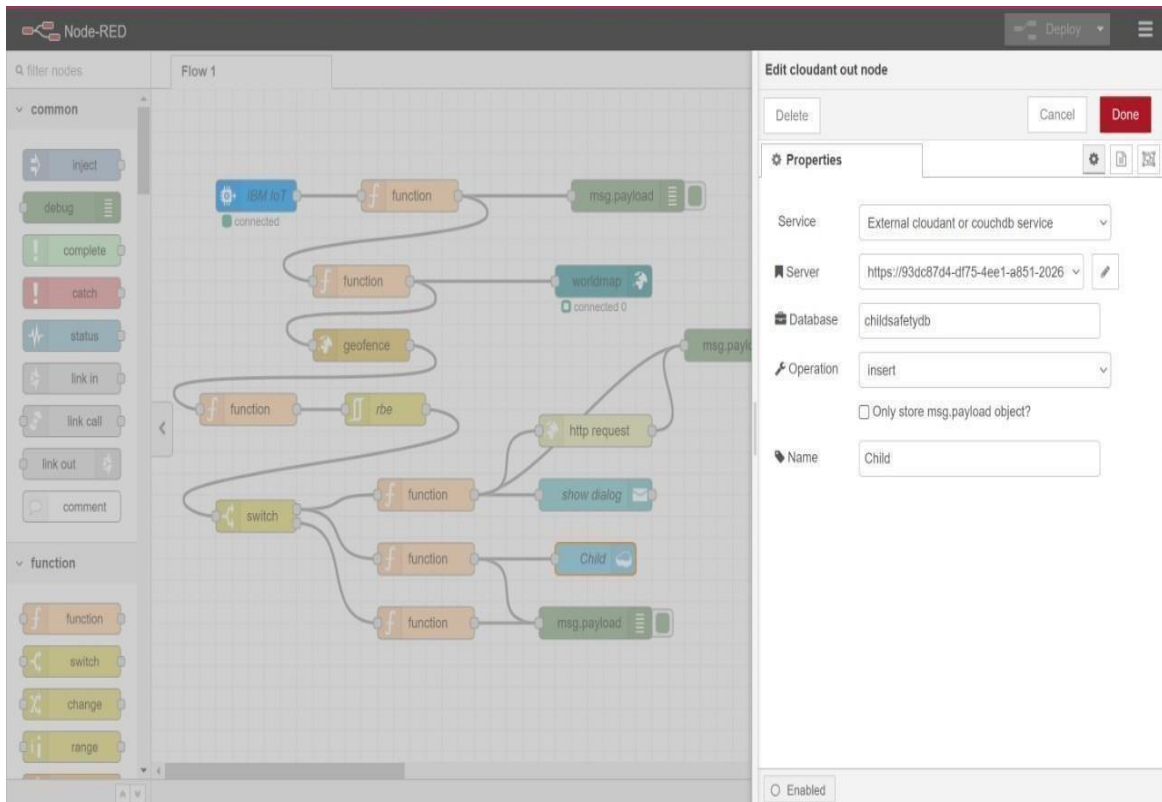 Node-RED
Deploy
filter nodes
common
inject
debug
complete
catch
status
link in
link call
link out
comment
function
function
switch
change
range
Flow 1
IBM IoT
connected
function
msg.payload
function
worldmap
connected 0
geofence
msg.paylo
function
rbe
http request
switch
function
show dialog
function
Child
function
msg.payload
Edit cloudant out node
Delete
Cancel
Done
Properties
Service
External cloudant or couchdb service
Server
https://93dc87d4-df75-4ee1-a851-2026
Database
childsafetydb
Operation
insert
Only store msg.payload object?
Name
Child
Enabled